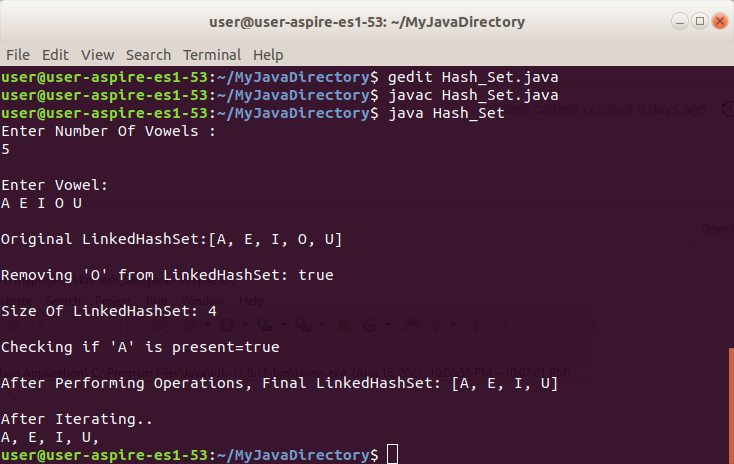 user@user-aspire-es1-53: ~/MyJavaDirectory
File Edit View Search Terminal Help
user@user-aspire-es1-53:~/MyJavaDirectory$ gedit Hash_Set.java
user@user-aspire-es1-53:~/MyJavaDirectory$ javac Hash_Set.java
user@user-aspire-es1-53:~/MyJavaDirectory$ java Hash_Set
Enter Number Of Vowels :
5
Enter Vowel:
A E I O U
Original LinkedHashSet:[A, E, I, O, U]
Removing 'O' from LinkedHashSet: true
Size Of LinkedHashSet: 4
Checking if 'A' is present=true
After Performing Operations, Final LinkedHashSet: [A, E, I, U]
After Iterating..
A, E, I, U,
user@user-aspire-es1-53:~/MyJavaDirectory$